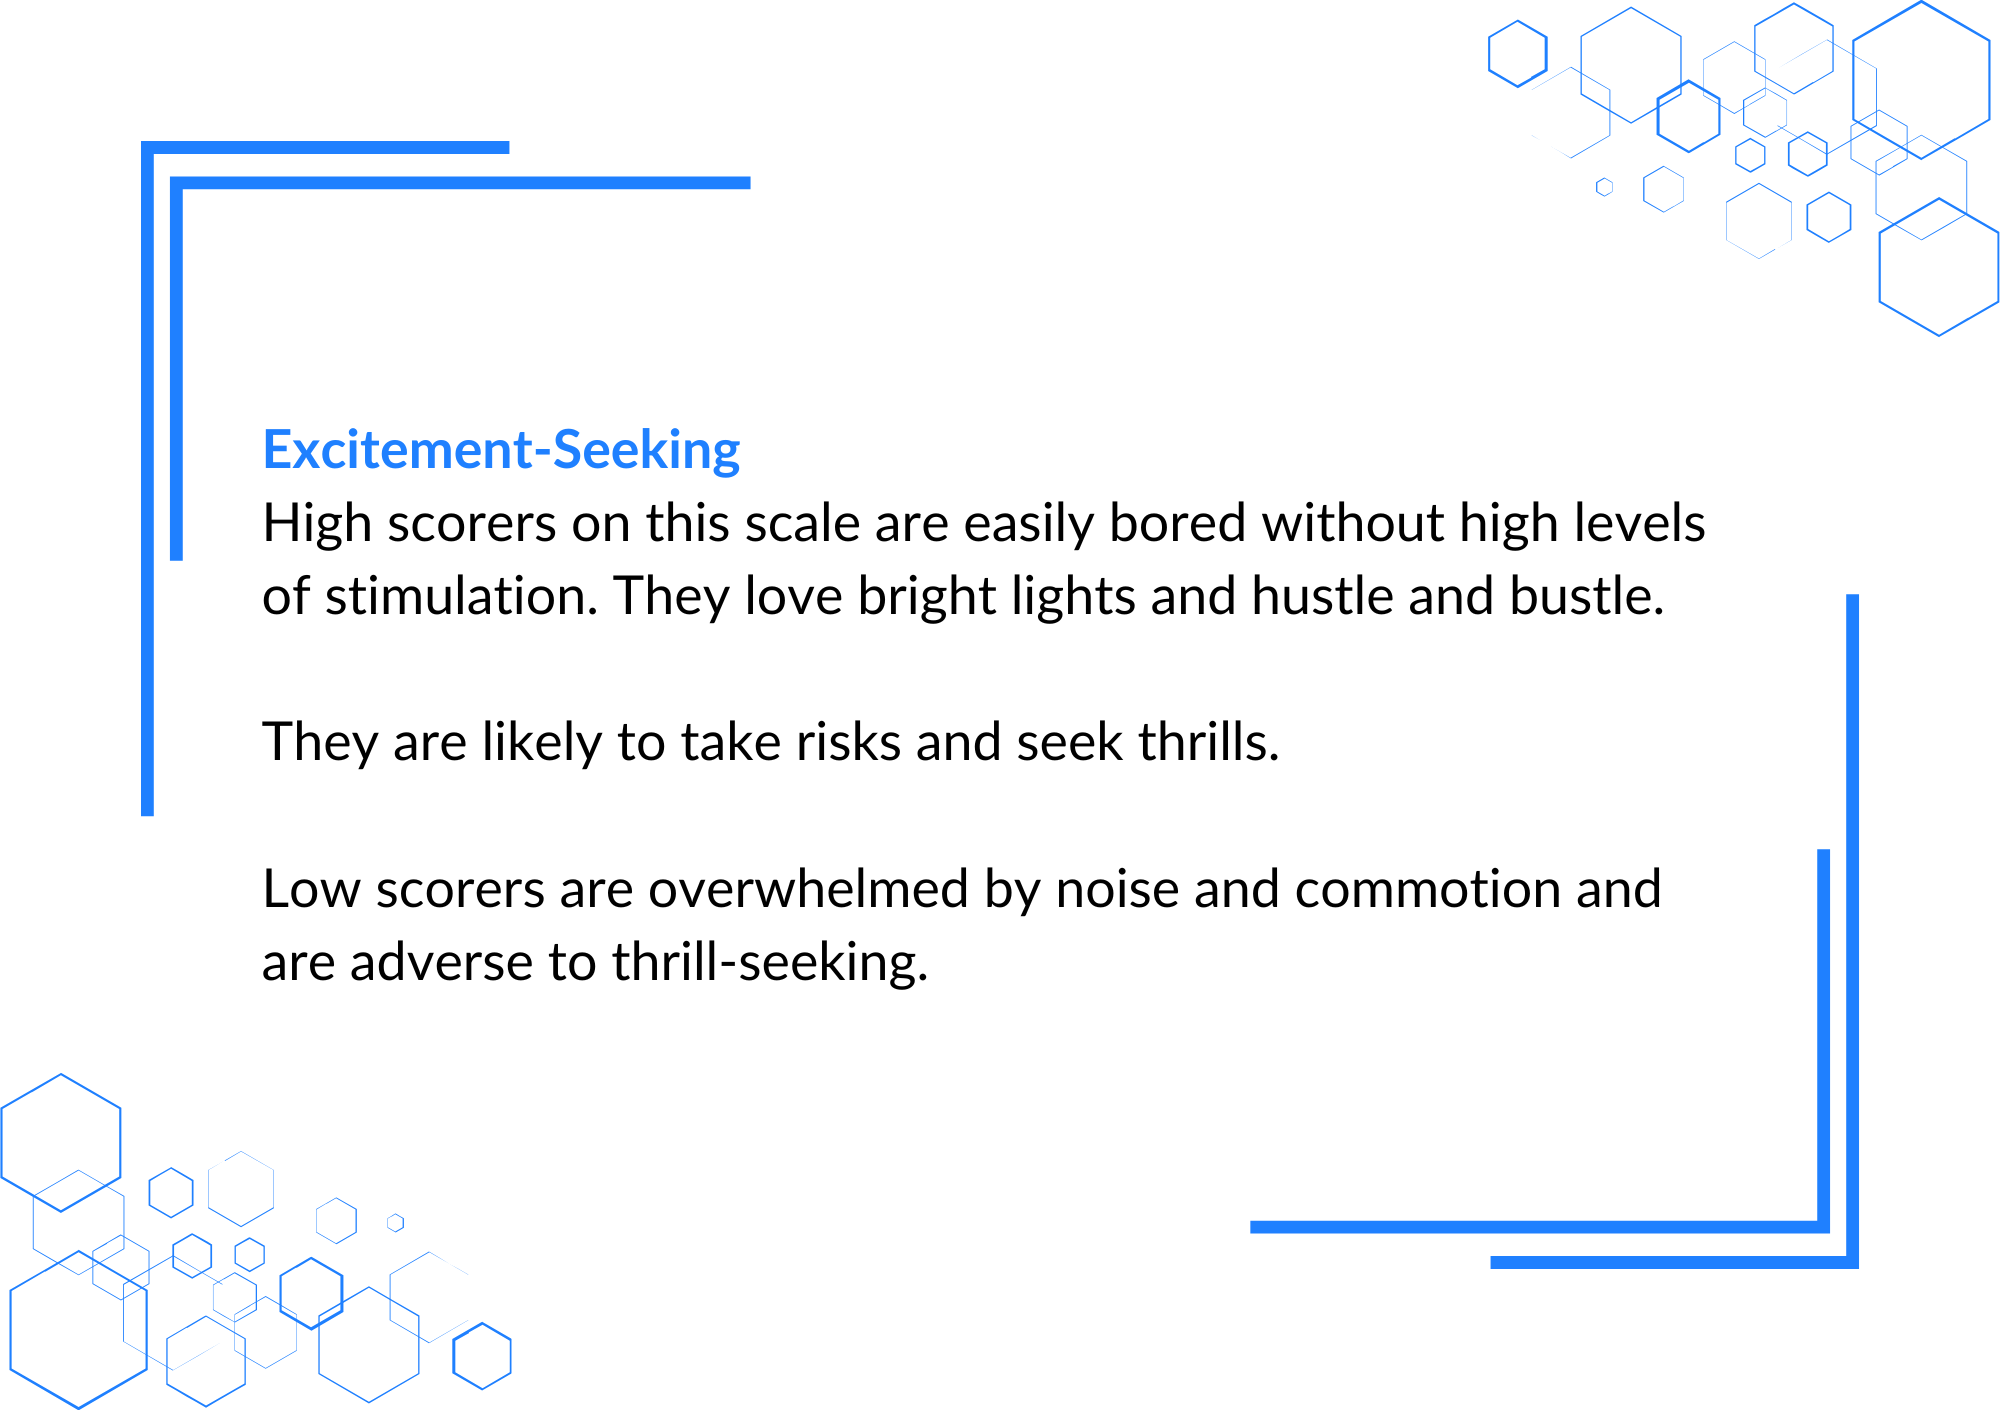 Excitement-Seeking
High scorers on this scale are easily bored without high levels
of stimulation. They love bright lights and hustle and bustle.
They are likely to take risks and seek thrills.
Low scorers are overwhelmed by noise and commotion and
are adverse to thrill-seeking.